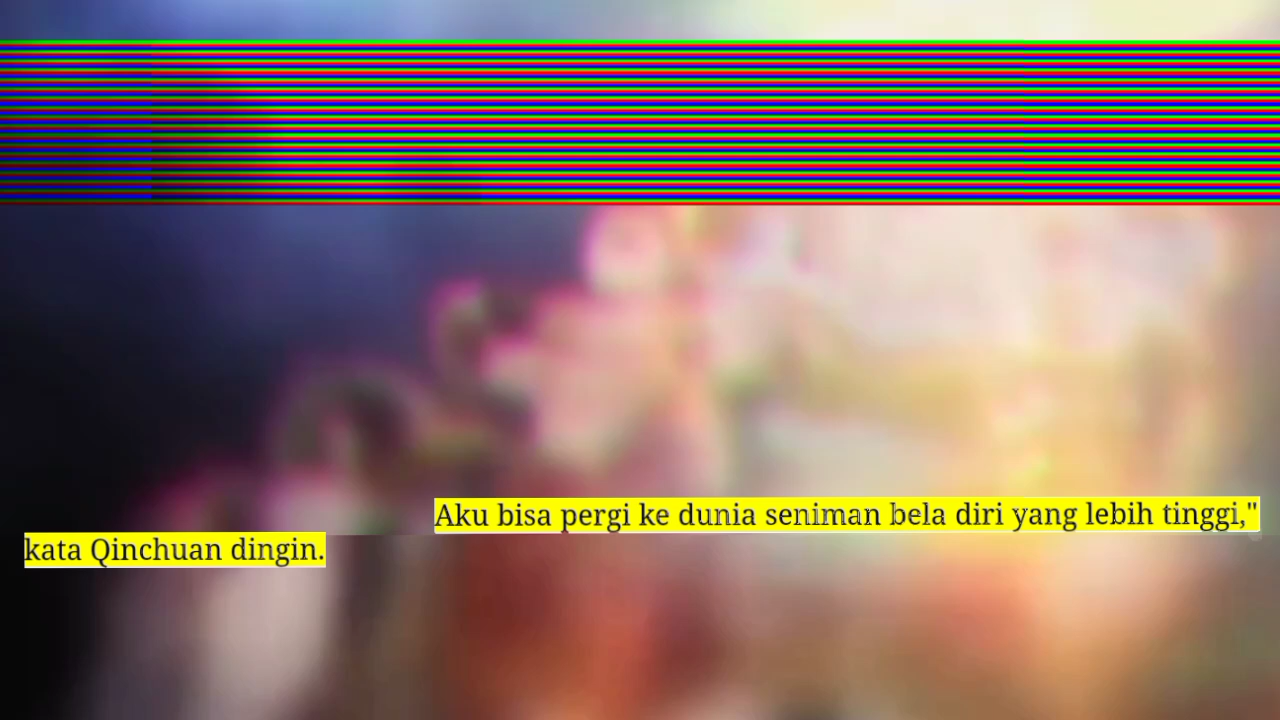 Aku bisa pergi ke dunia seniman bela diri yang lebih tinggi,"
kata Qinchuan dingin.